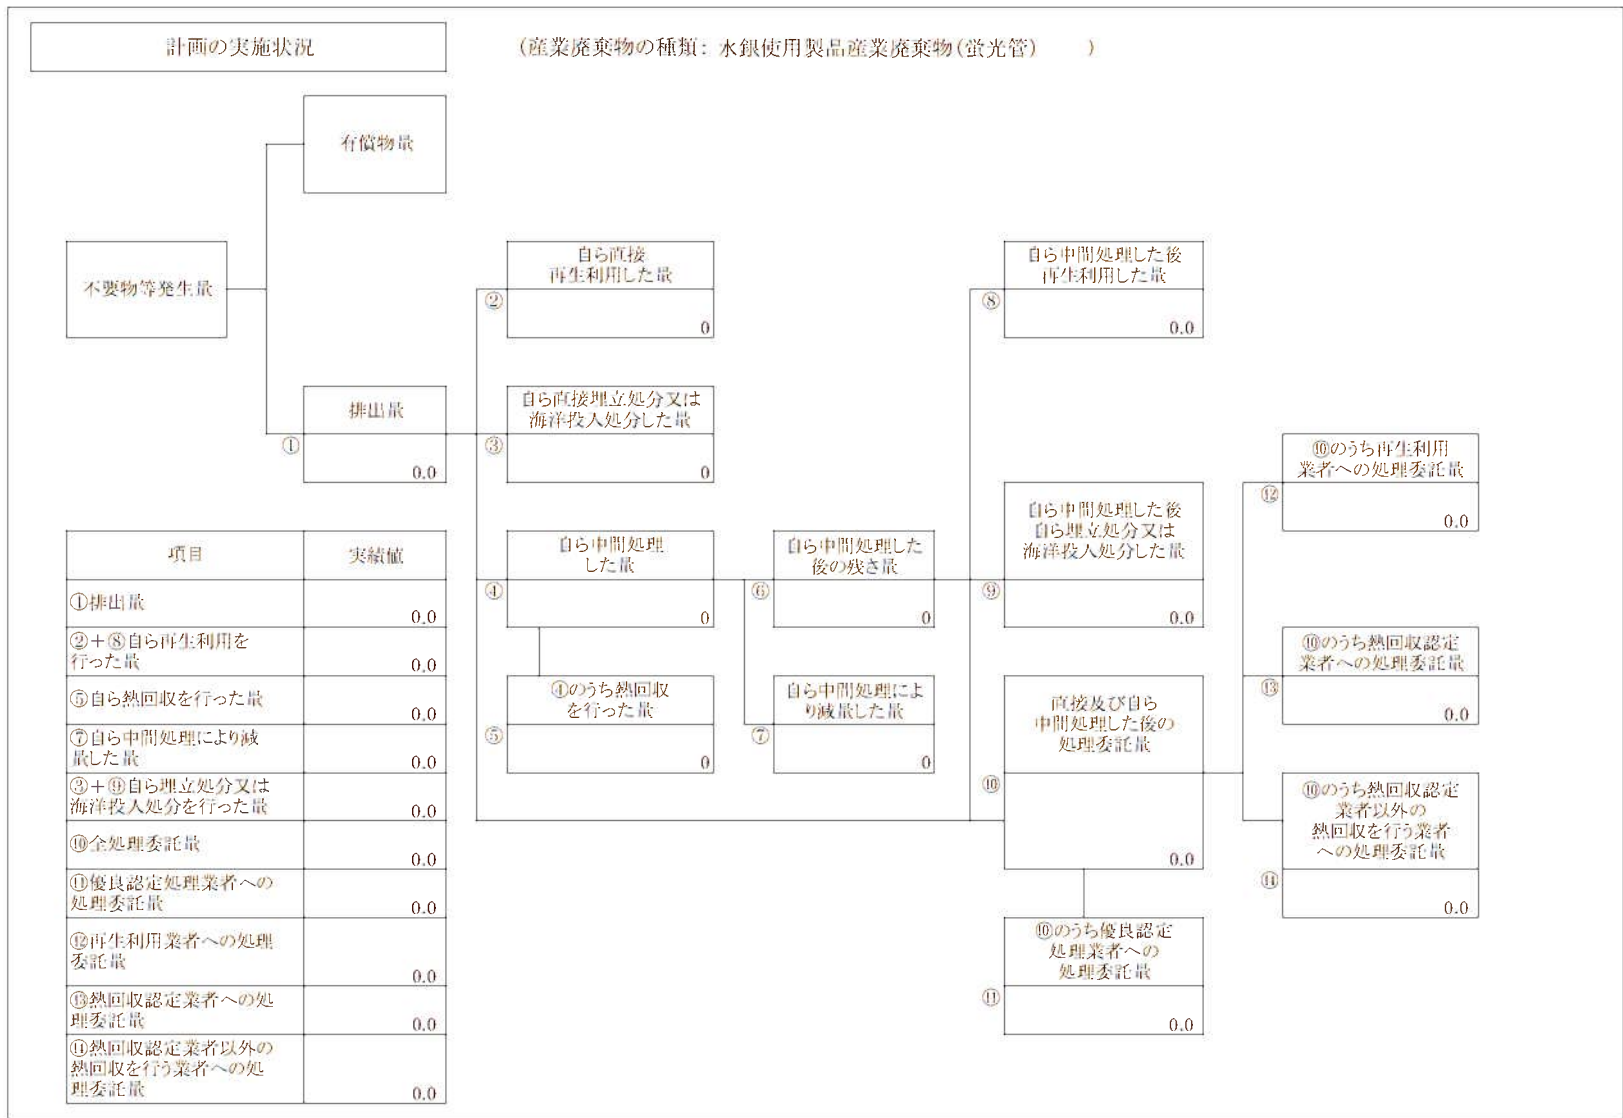 計画の実施状況
(産業廃棄物の種類: 水銀使用製品産業廃棄物(蛍光管) )
有償物量
不要物等発生量
自ら直接
再生利用した量
②
0
自ら中間処理した後
再生利用した量
⑧
0.0
排出量
①
0.0
自ら直接埋立処分又は
海洋投入処分した量
③
0
⑩のうち再生利用
業者への処理委託量
⑫
0.0
自ら中間処理
した量
④
0
自ら中間処理した
後の残さ量
⑥
0
自ら中間処理した後
自ら埋立処分又は
海洋投入処分した量
⑨
0.0
⑩のうち熱回収認定
業者への処理委託量
⑬
0.0
④のうち熱回収
を行った量
⑤
0
自ら中間処理によ
り減量した量
⑦
0
直接及び自ら
中間処理した後の
処理委託量
⑩
0.0
⑩のうち熱回収認定
業者以外の
熱回収を行う業者
への処理委託量
⑭
0.0
⑩のうち優良認定
処理業者への
処理委託量
⑪
0.0
項目 実績値
①排出量
0.0
②+⑧自ら再生利用を
行った量
0.0
⑤自ら熱回収を行った量
0.0
⑦自ら中間処理により減
量した量
0.0
③+⑨自ら埋立処分又は
海洋投入処分を行った量
0.0
⑩全処理委託量
0.0
⑪優良認定処理業者への
処理委託量
0.0
⑫再生利用業者への処理
委託量
0.0
⑬熱回収認定業者への処
理委託量
0.0
⑭熱回収認定業者以外の
熱回収を行う業者への処
理委託量
0.0